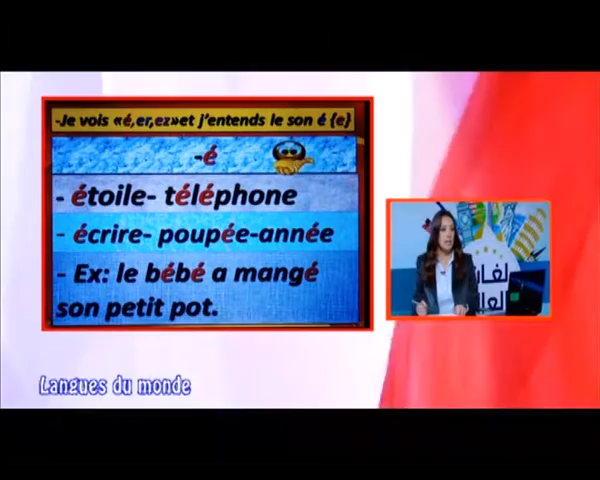 -Je vois «é,er,ez»et j'entends le son é {e}
-é
- étoile- téléphone
- écrire- poupée-année
- Ex: le bébé a mangé
son petit pot.
Langues du monde